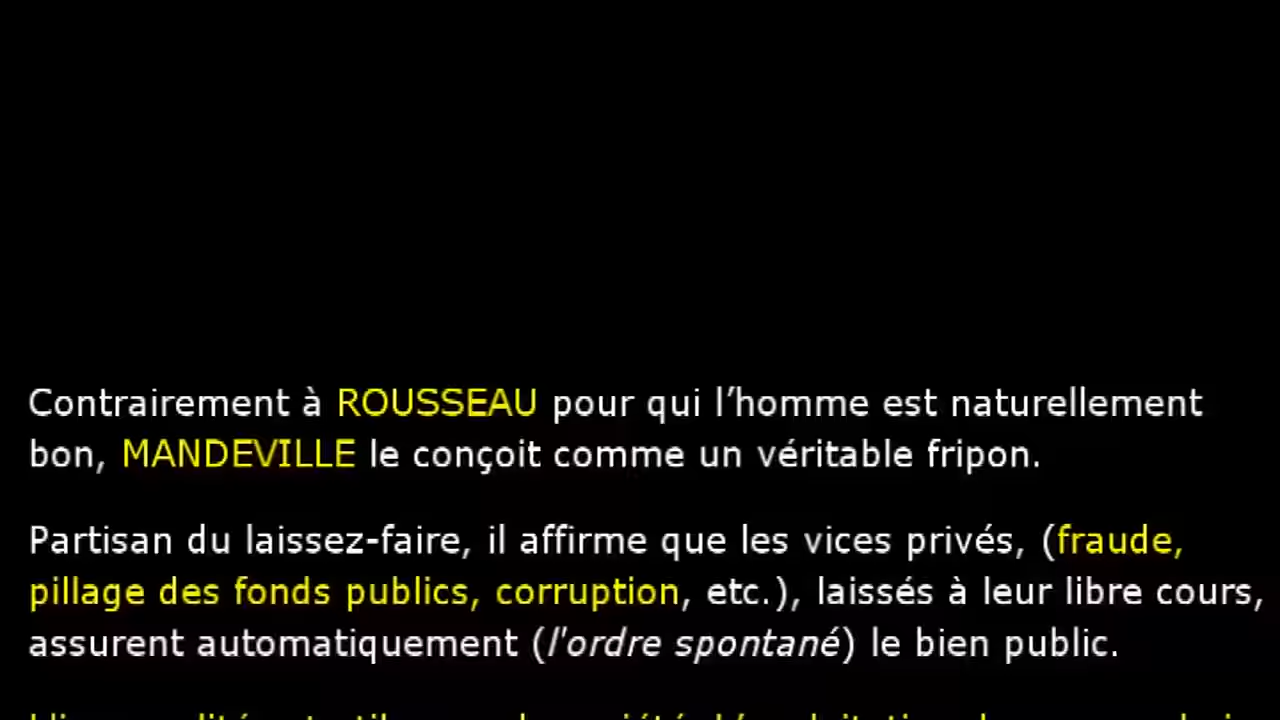 Contrairement à ROUSSEAU pour qui l’homme est naturellement
bon, MANDEVILLE le conçoit comme un véritable fripon.
Partisan du laissez-faire, il affirme que les vices privés, (fraude,
pillage des fonds publics, corruption, etc.), laissés à leur libre cours,
assurent automatiquement (l'ordre spontané) le bien public.